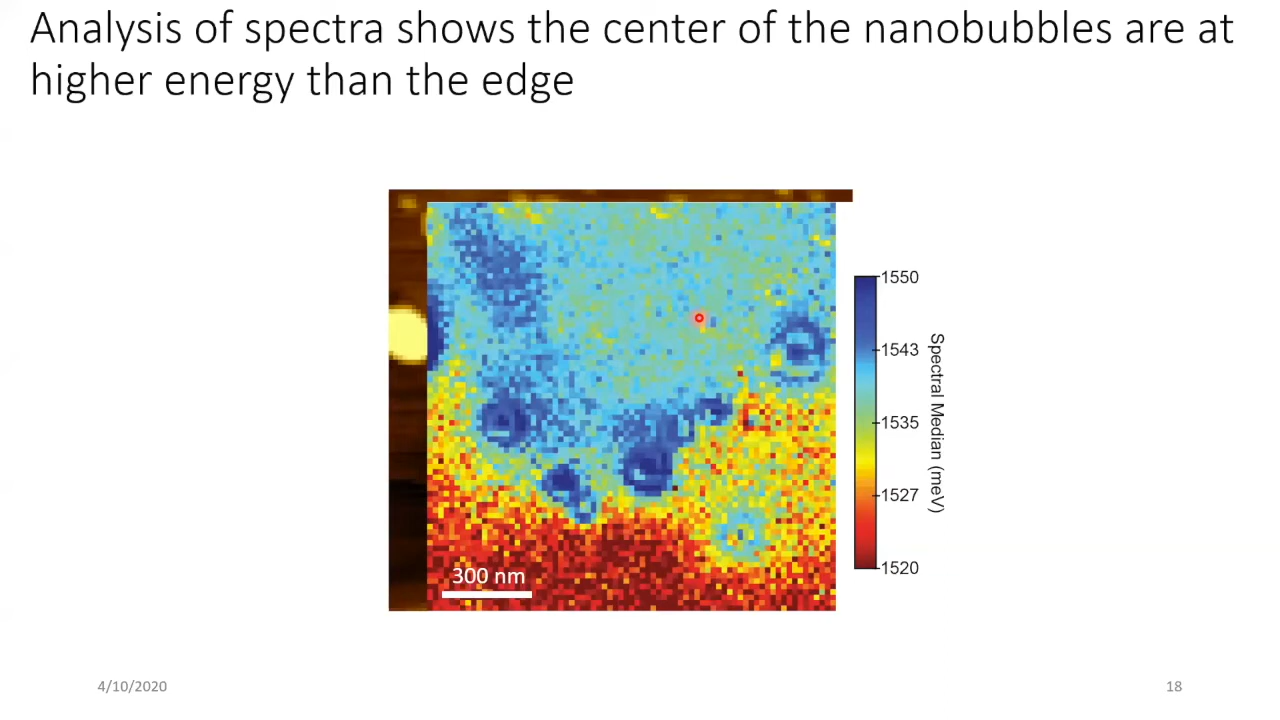 Analysis of spectra shows the center of the nanobubbles are at
higher energy than the edge
1550
1543
1535
1527
1520
Spectral Median (meV)
300 nm
4/10/2020
18